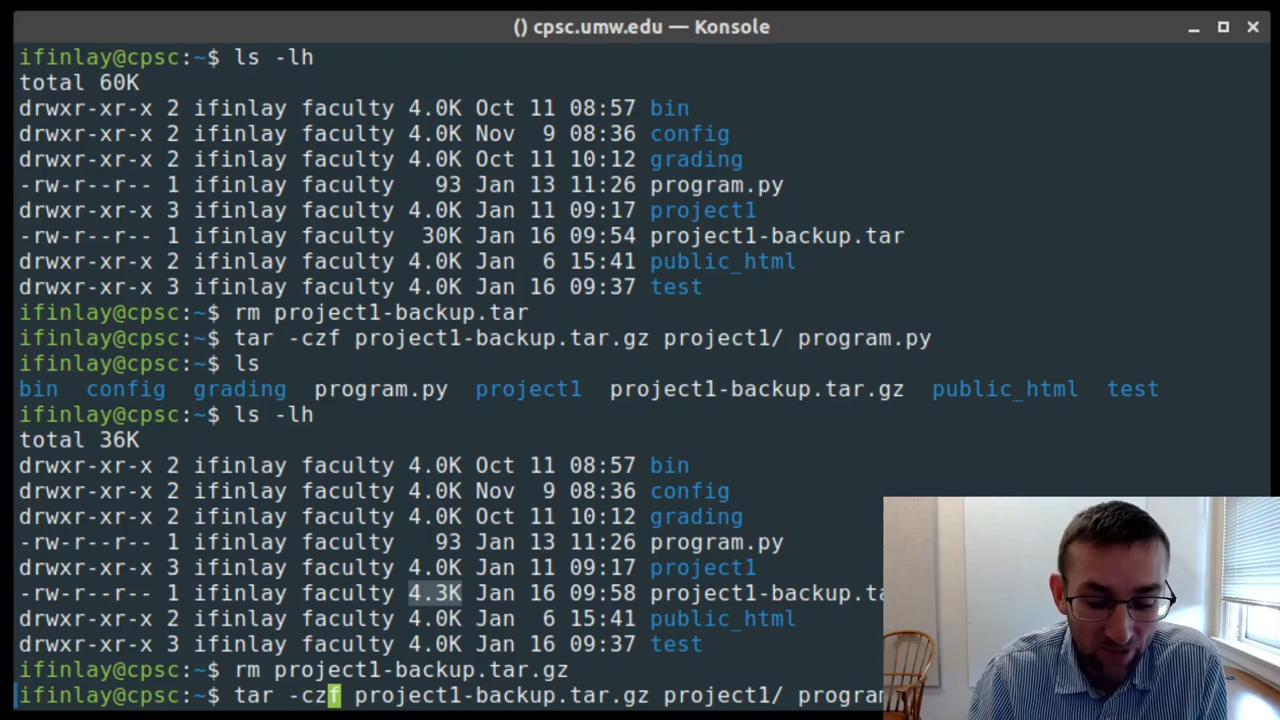 () cpsc.umw.edu — Konsole
ifinlay@cpsc:~$ ls -lh
total 60K
drwxr-xr-x 2 ifinlay faculty 4.0K Oct 11 08:57 bin
drwxr-xr-x 2 ifinlay faculty 4.0K Nov  9 08:36 config
drwxr-xr-x 2 ifinlay faculty 4.0K Oct 11 10:12 grading
-rw-r--r-- 1 ifinlay faculty   93 Jan 13 11:26 program.py
drwxr-xr-x 3 ifinlay faculty 4.0K Jan 11 09:17 project1
-rw-r--r-- 1 ifinlay faculty  30K Jan 16 09:54 project1-backup.tar
drwxr-xr-x 2 ifinlay faculty 4.0K Jan  6 15:41 public_html
drwxr-xr-x 3 ifinlay faculty 4.0K Jan 16 09:37 test
ifinlay@cpsc:~$ rm project1-backup.tar
ifinlay@cpsc:~$ tar -czf project1-backup.tar.gz project1/ program.py
ifinlay@cpsc:~$ ls
bin  config  grading  program.py  project1  project1-backup.tar.gz  public_html  test
ifinlay@cpsc:~$ ls -lh
total 36K
drwxr-xr-x 2 ifinlay faculty 4.0K Oct 11 08:57 bin
drwxr-xr-x 2 ifinlay faculty 4.0K Nov  9 08:36 config
drwxr-xr-x 2 ifinlay faculty 4.0K Oct 11 10:12 grading
-rw-r--r-- 1 ifinlay faculty   93 Jan 13 11:26 program.py
drwxr-xr-x 3 ifinlay faculty 4.0K Jan 11 09:17 project1
-rw-r--r-- 1 ifinlay faculty 4.3K Jan 16 09:58 project1-backup.ta
drwxr-xr-x 2 ifinlay faculty 4.0K Jan  6 15:41 public_html
drwxr-xr-x 3 ifinlay faculty 4.0K Jan 16 09:37 test
ifinlay@cpsc:~$ rm project1-backup.tar.gz
ifinlay@cpsc:~$ tar -czf project1-backup.tar.gz project1/ program